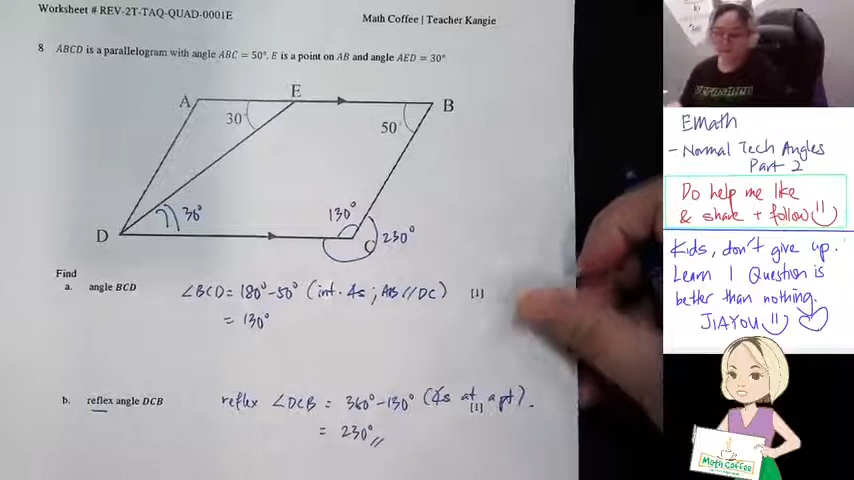 Worksheet # REV-2T-TAQ-QUAD-0001E
Math Coffee | Teacher Kangie
8 ABCD is a parallelogram with angle ABC = 50°. E is a point on AB and angle AED = 30°
A
E
B
30°
50°
30°
130°
D
C
230°
Find
a. angle BCD
∠BCD = 180° - 50° (int. ∠s ; AB // DC) [1]
= 130°
b. reflex angle DCB
reflex ∠DCB = 360° - 130° (∠s at a pt).
[1]
= 230° //
EMath
- Normal Tech Angles
Part 2
Do help me like
& share + follow
Kids, don't give up.
Learn 1 Question is
better than nothing.
JIAYOU
Math Coffee